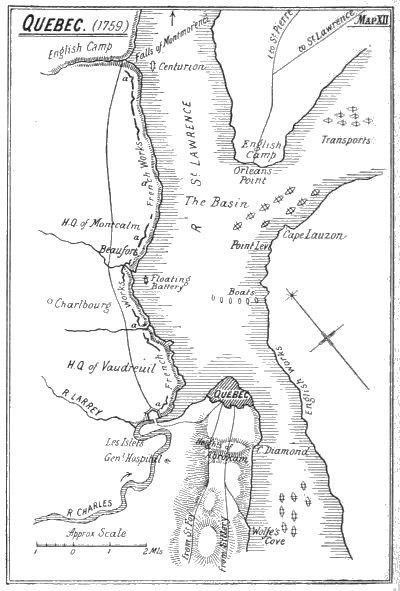 QUEBEC. (1759)
MAP XII
English Camp
Falls of Montmorenci
Centurion
to St Pierre
to St Lawrence
R St LAWRENCE
English
Camp
Orleans
Point
Transports
a
French Works
a
The Basin
H.Q. of Montcalm
a
Beaufort
Point Levi
Cape Lauzon
Floating
Battery
Boats
Charlbourg
works
a
French
H.Q. of Vaudreuil
English works
R LARREY
a
QUEBEC
Les Islets
Genl Hospital
Heights of
Abraham
C. Diamond
R CHARLES
from St Foy
from Sillery
Wolfe's
Cove
Approx Scale
1 0 1 2 Mls